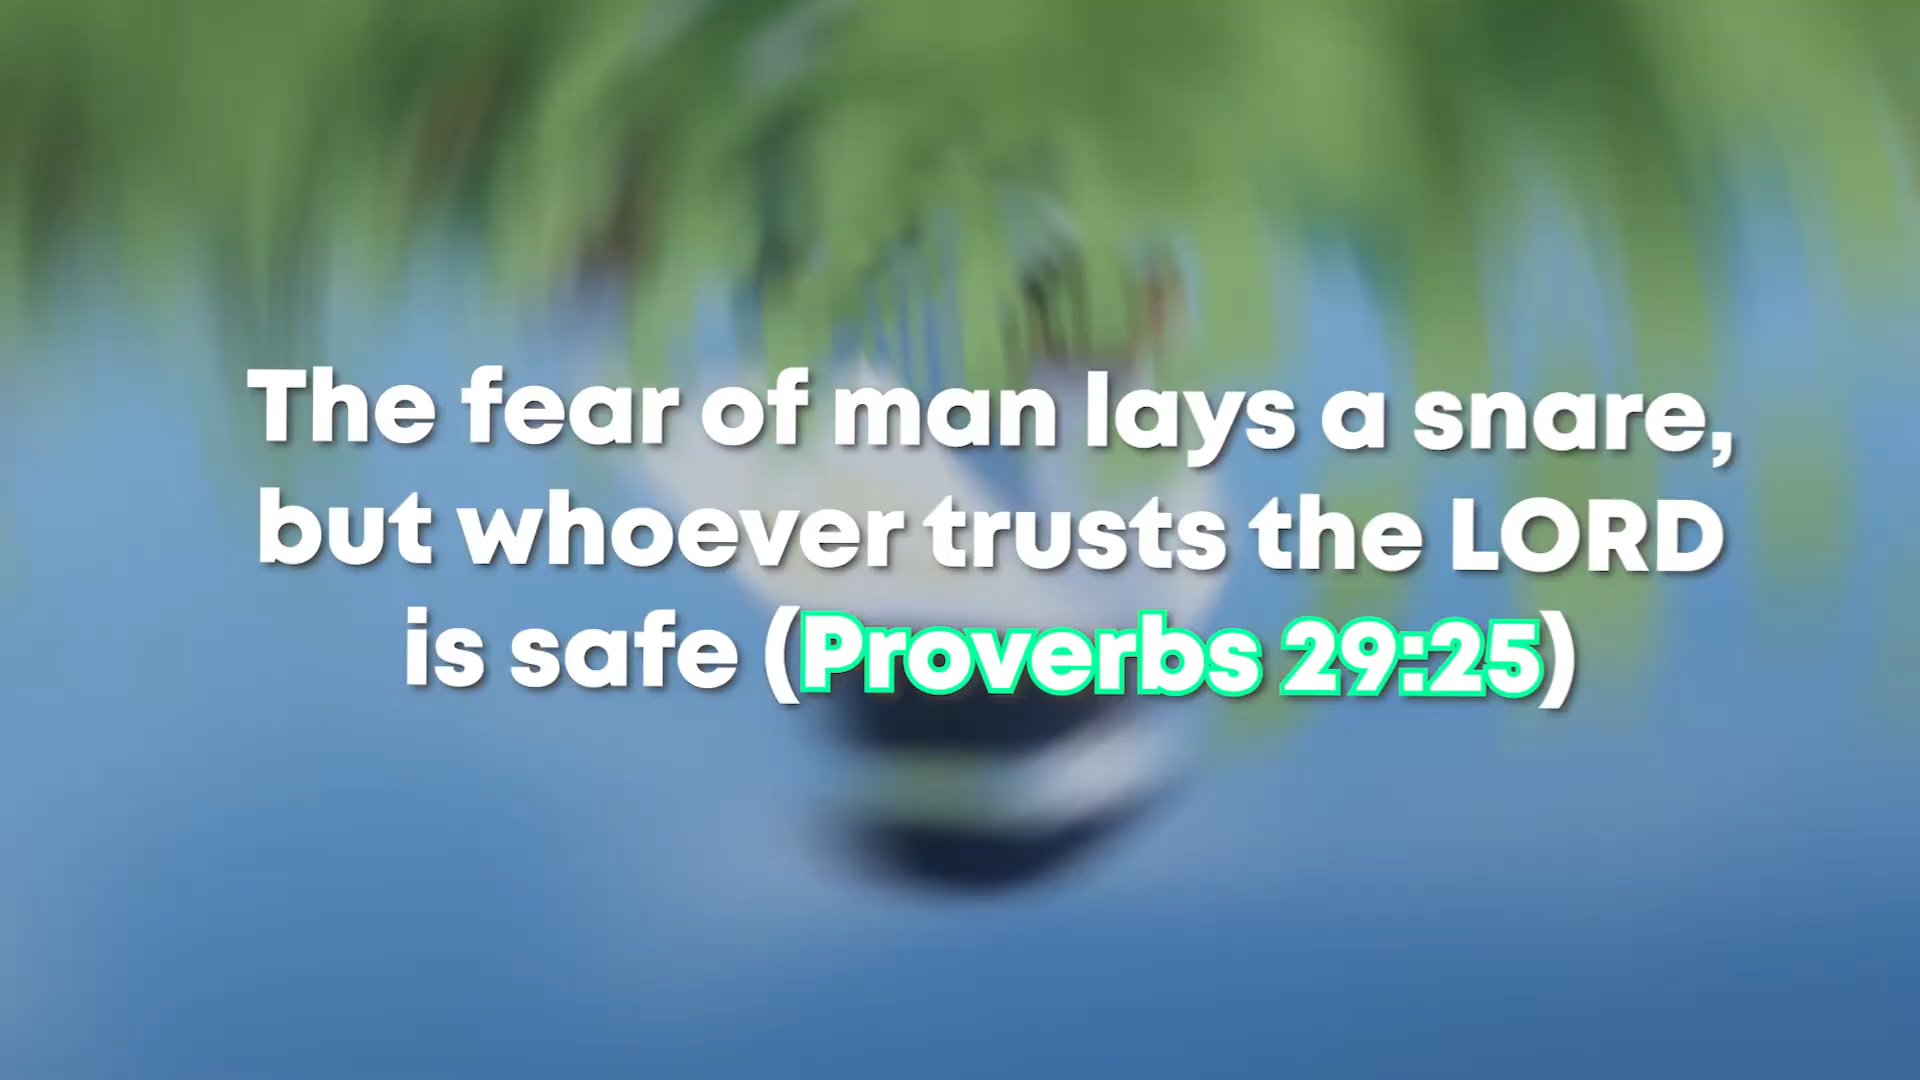 The fear of man lays a snare,
but whoever trusts the LORD
is safe (Proverbs 29:25)